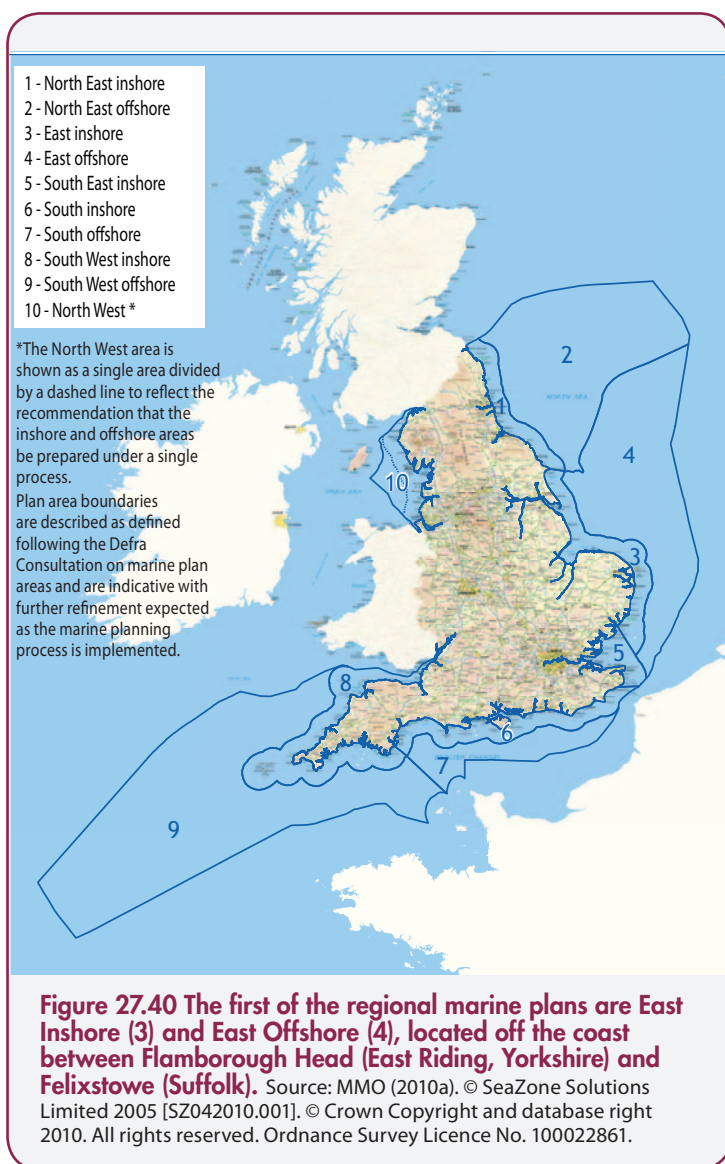 1 - North East inshore
2 - North East offshore
3 - East inshore
4 - East offshore
5 - South East inshore
6 - South inshore
7 - South offshore
8 - South West inshore
9 - South West offshore
10 - North West *
*The North West area is
shown as a single area divided
by a dashed line to reflect the
recommendation that the
inshore and offshore areas
be prepared under a single
process.
Plan area boundaries
are described as defined
following the Defra
Consultation on marine plan
areas and are indicative with
further refinement expected
as the marine planning
process is implemented.
2
NORTH SEA
1
4
10
3
5
8
6
7
9
Figure 27.40 The first of the regional marine plans are East
Inshore (3) and East Offshore (4), located off the coast
between Flamborough Head (East Riding, Yorkshire) and
Felixstowe (Suffolk). Source: MMO (2010a). © SeaZone Solutions
Limited 2005 [SZ042010.001]. © Crown Copyright and database right
2010. All rights reserved. Ordnance Survey Licence No. 100022861.